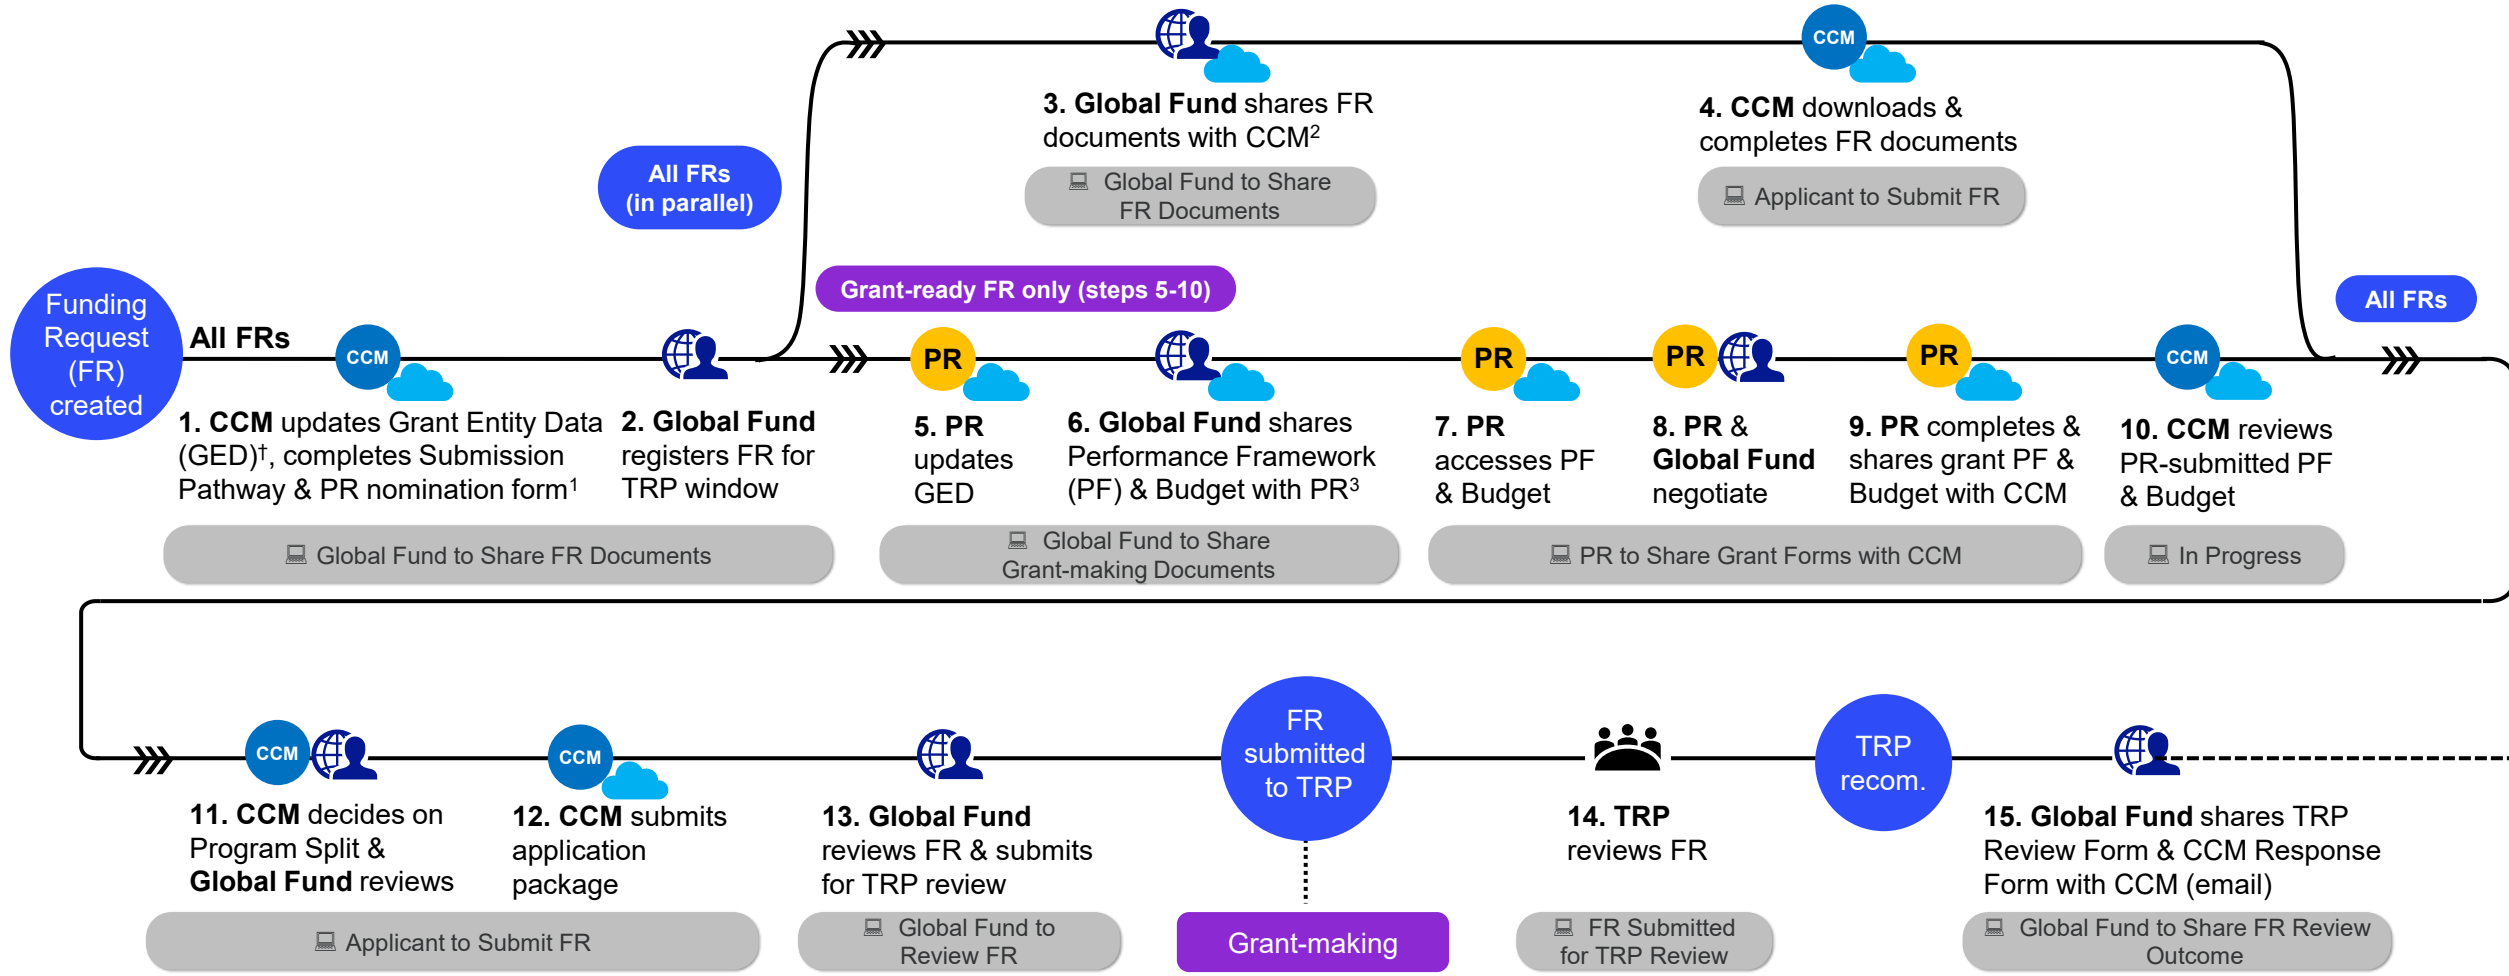 CCM
3. Global Fund shares FR
documents with CCM2
Global Fund to Share
FR Documents
4. CCM downloads &
completes FR documents
Applicant to Submit FR
All FRs
(in parallel)
Grant-ready FR only (steps 5-10)
All FRs
Funding
Request
(FR)
created
All FRs
CCM
PR
PR
PR
PR
CCM
1. CCM updates Grant Entity Data
(GED)†, completes Submission
Pathway & PR nomination form1
2. Global Fund
registers FR for
TRP window
Global Fund to Share FR Documents
5. PR
updates
GED
6. Global Fund shares
Performance Framework
(PF) & Budget with PR3
Global Fund to Share
Grant-making Documents
7. PR
accesses PF
& Budget
8. PR &
Global Fund
negotiate
9. PR completes &
shares grant PF &
Budget with CCM
PR to Share Grant Forms with CCM
10. CCM reviews
PR-submitted PF
& Budget
In Progress
CCM
CCM
FR
submitted
to TRP
TRP
recom.
11. CCM decides on
Program Split &
Global Fund reviews
12. CCM submits
application
package
Applicant to Submit FR
13. Global Fund
reviews FR & submits
for TRP review
Global Fund to
Review FR
Grant-making
14. TRP
reviews FR
FR Submitted
for TRP Review
15. Global Fund shares TRP
Review Form & CCM Response
Form with CCM (email)
Global Fund to Share FR Review
Outcome